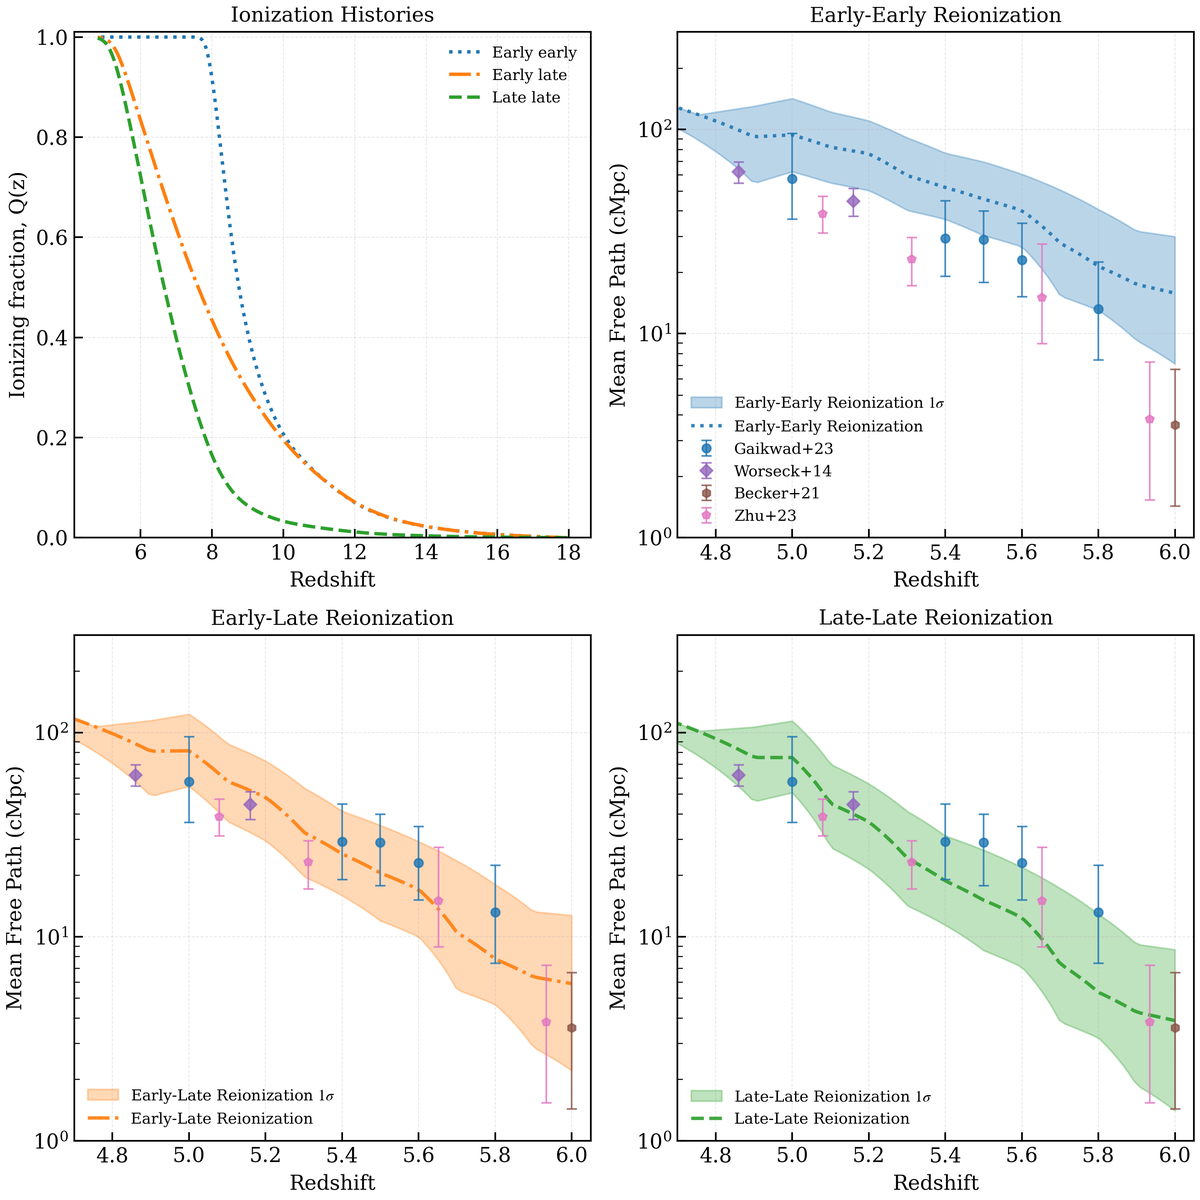 Ionization Histories
Ionizing fraction, Q(z)
1.0
0.8
0.6
0.4
0.2
0.0
6 8 10 12 14 16 18
Redshift
Early early
Early late
Late late
Early-Early Reionization
Mean Free Path (cMpc)
10²
10¹
10⁰
4.8 5.0 5.2 5.4 5.6 5.8 6.0
Redshift
Early-Early Reionization 1σ
Early-Early Reionization
Gaikwad+23
Worseck+14
Becker+21
Zhu+23
Early-Late Reionization
Mean Free Path (cMpc)
10²
10¹
10⁰
4.8 5.0 5.2 5.4 5.6 5.8 6.0
Redshift
Early-Late Reionization 1σ
Early-Late Reionization
Late-Late Reionization
Mean Free Path (cMpc)
10²
10¹
10⁰
4.8 5.0 5.2 5.4 5.6 5.8 6.0
Redshift
Late-Late Reionization 1σ
Late-Late Reionization